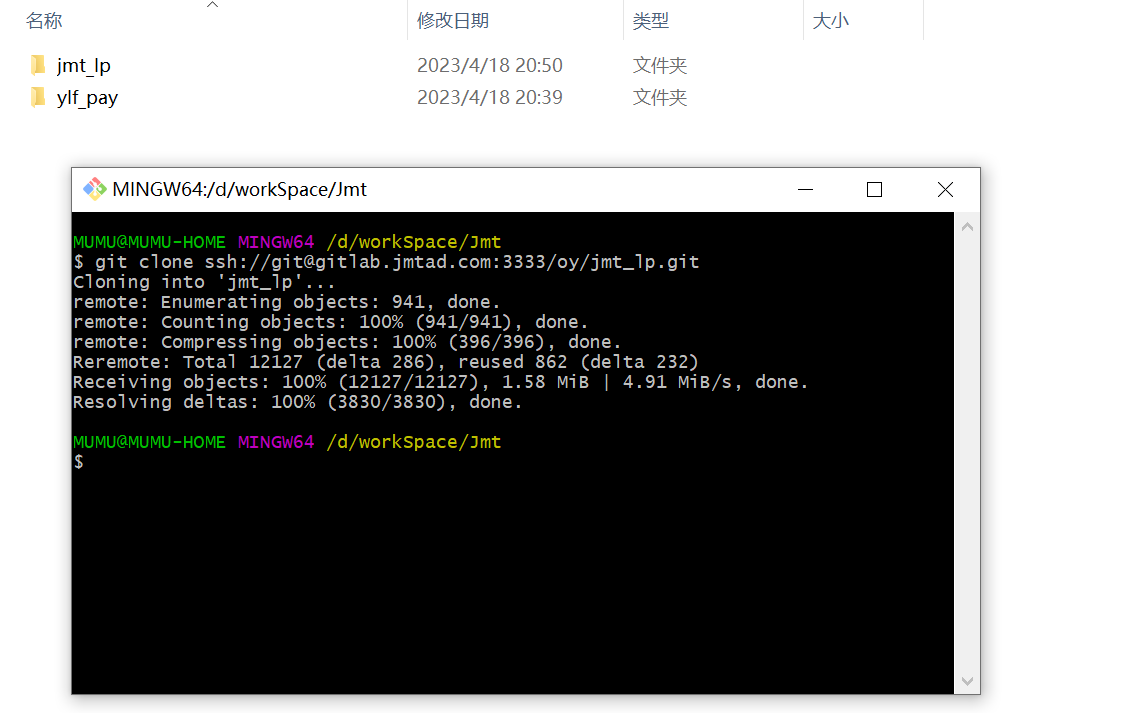 名称 修改日期 类型 大小
jmt_lp 2023/4/18 20:50 文件夹
ylf_pay 2023/4/18 20:39 文件夹
MINGW64:/d/workSpace/Jmt
MUMU@MUMU-HOME MINGW64 /d/workSpace/Jmt
$ git clone ssh://git@gitlab.jmtad.com:3333/oy/jmt_lp.git
Cloning into 'jmt_lp'...
remote: Enumerating objects: 941, done.
remote: Counting objects: 100% (941/941), done.
remote: Compressing objects: 100% (396/396), done.
Reremote: Total 12127 (delta 286), reused 862 (delta 232)
Receiving objects: 100% (12127/12127), 1.58 MiB | 4.91 MiB/s, done.
Resolving deltas: 100% (3830/3830), done.
MUMU@MUMU-HOME MINGW64 /d/workSpace/Jmt
$